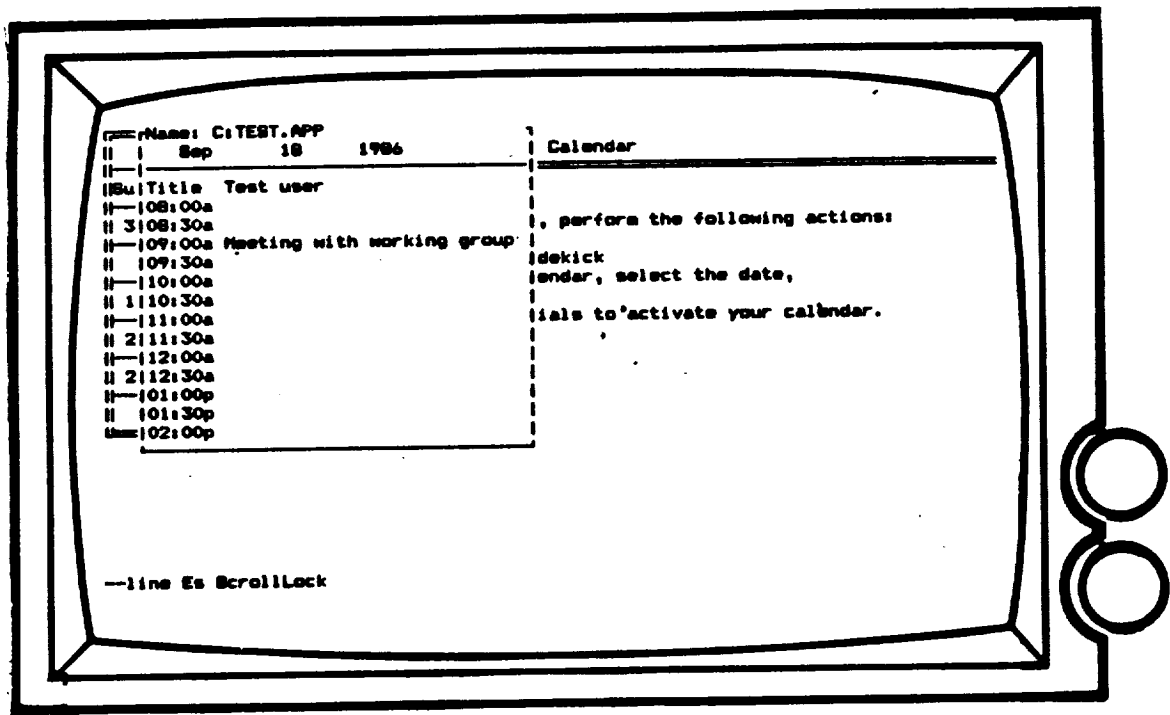 Name: C:TEST.APP
Sep 18 1986
Calendar
Su Title Test user
08:00a
3 08:30a , perform the following actions:
09:00a Meeting with working group
09:30a dekick
10:00a endar, select the date,
1 10:30a
11:00a ials to activate your calendar.
2 11:30a
12:00a
2 12:30a
01:00p
01:30p
02:00p
--line Es ScrollLock